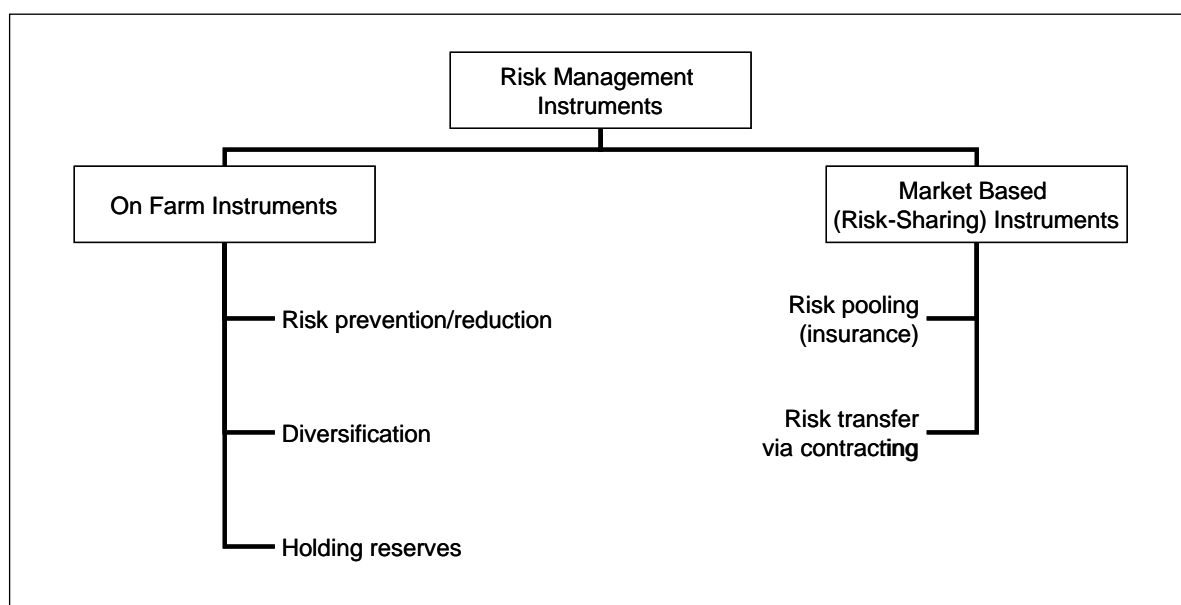 Risk Management
Instruments
On Farm Instruments
Market Based
(Risk-Sharing) Instruments
Risk prevention/reduction
Risk pooling
(insurance)
Diversification
Risk transfer
via contracting
Holding reserves